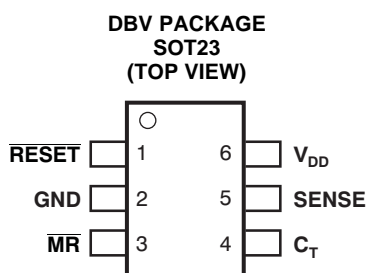 DBV PACKAGE
SOT23
(TOP VIEW)
RESET 1 6 VDD
GND 2 5 SENSE
MR 3 4 CT